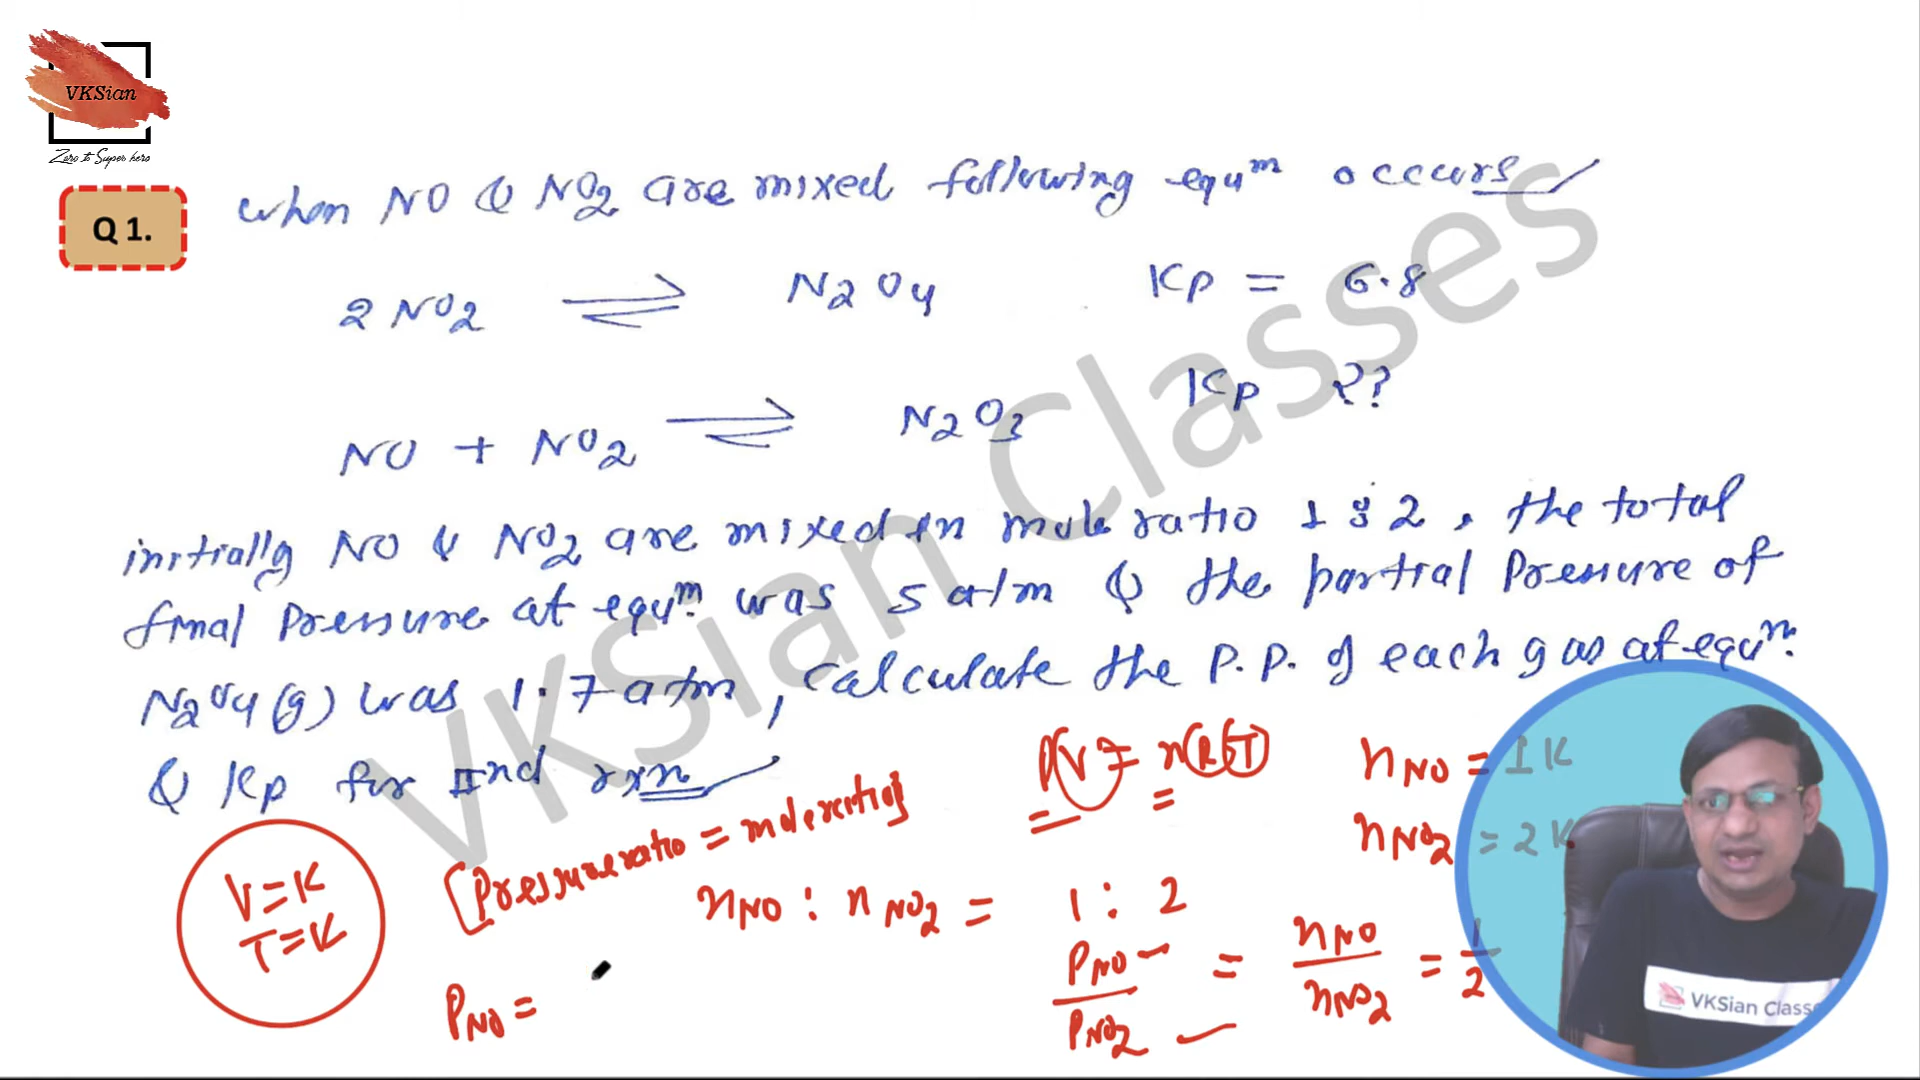 VKSian
Zero to Super hero
Q 1.
when NO & NO2 are mixed following equm occurs
2 NO2 ⇌ N2O4 Kp = 6.8
NO + NO2 ⇌ N2O3 Kp ??
initially NO & NO2 are mixed in mole ratio 1 : 2, the total
final Pressure at equm. was 5 atm & the partial Pressure of
N2O4(g) was 1.7 atm, Calculate the P.P. of each gas at equm.
& Kp for IInd rxn
PV = nRT
nNO = 1K
nNO2 = 2K
[Pressure ratio = mole ratio]
V=K
T=K
nNO : nNO2 = 1 : 2
PNO / PNO2 = nNO / nNO2 = 1/2
PNO =
VKSian Classes
VKSian Classe